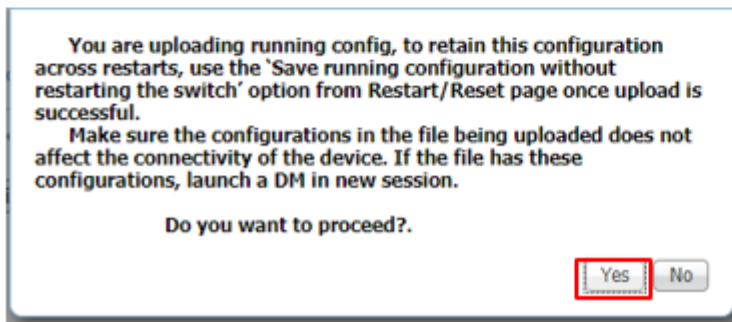 You are uploading running config, to retain this configuration
across restarts, use the `Save running configuration without
restarting the switch´ option from Restart/Reset page once upload is
successful.
Make sure the configurations in the file being uploaded does not
affect the connectivity of the device. If the file has these
configurations, launch a DM in new session.
Do you want to proceed?.
Yes No